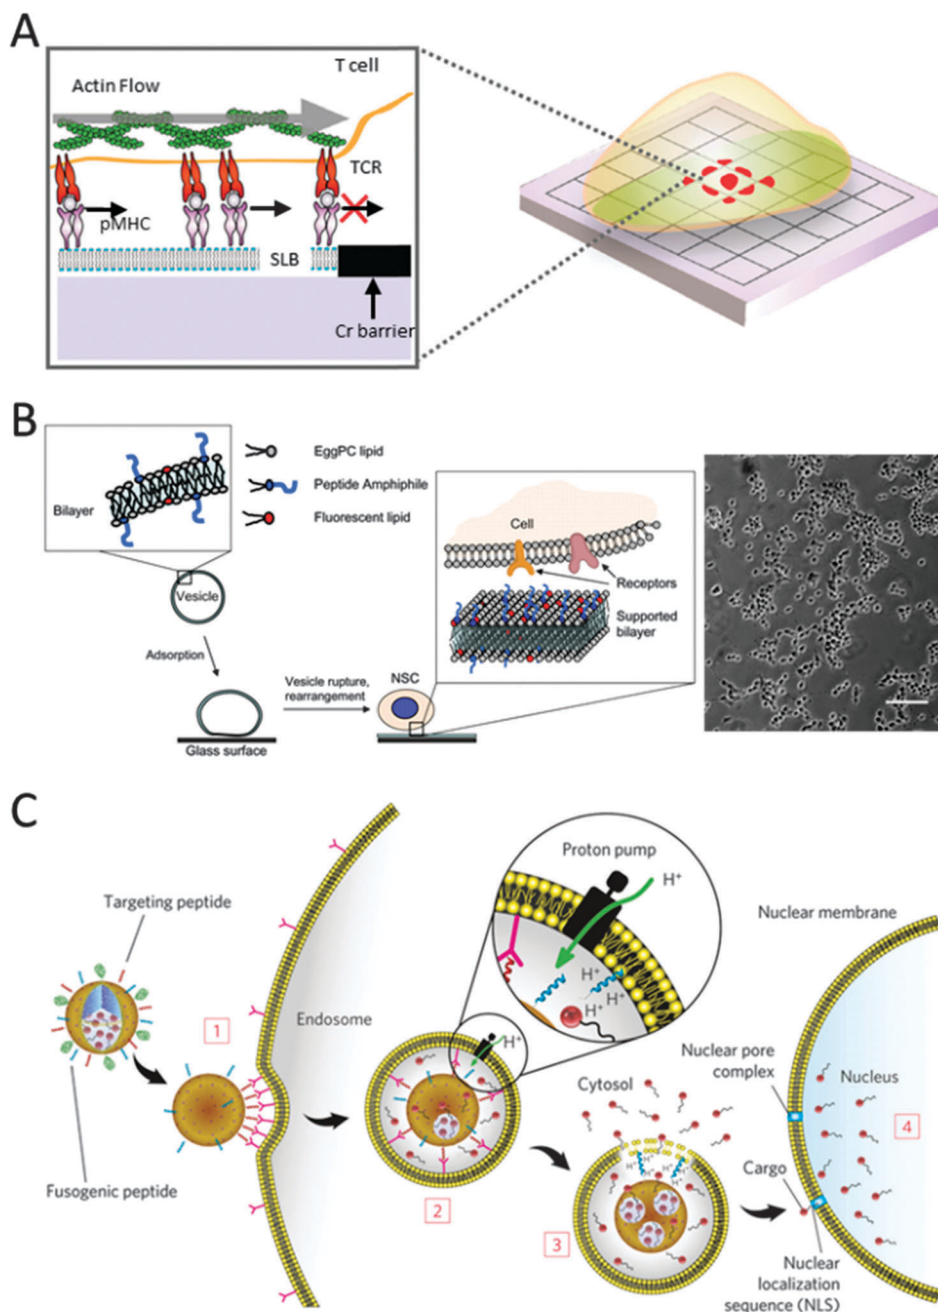 A
T cell
Actin Flow
TCR
pMHC
SLB
Cr barrier
B
EggPC lipid
Peptide Amphiphile
Fluorescent lipid
Bilayer
Vesicle
Adsorption
Glass surface
Vesicle rupture,
rearrangement
NSC
Cell
Receptors
Supported
bilayer
C
Targeting peptide
Fusogenic peptide
1
Endosome
2
H⁺
Proton pump
H⁺
H⁺
H⁺
H⁺
H⁺
Cytosol
H⁺
H⁺
H⁺
H⁺
3
Nuclear membrane
Nuclear pore
complex
Nucleus
4
Cargo
Nuclear
localization
sequence (NLS)